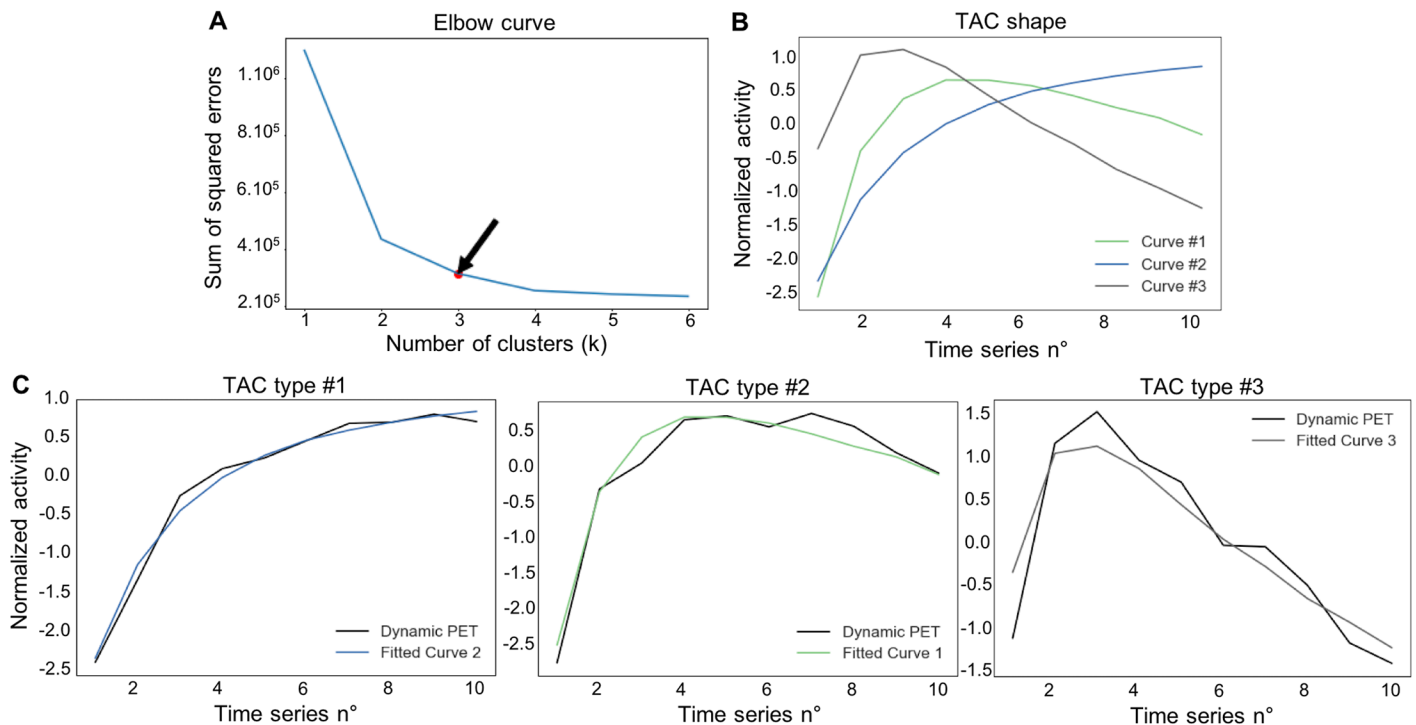 A
Elbow curve
Sum of squared errors
1.10⁶
8.10⁵
6.10⁵
4.10⁵
2.10⁵
1 2 3 4 5 6
Number of clusters (k)
B
TAC shape
Normalized activity
1.0
0.5
0.0
-0.5
-1.0
-1.5
-2.0
-2.5
Curve #1
Curve #2
Curve #3
2 4 6 8 10
Time series n°
C
TAC type #1
Normalized activity
1.0
0.5
0.0
-0.5
-1.0
-1.5
-2.0
-2.5
Dynamic PET
Fitted Curve 2
2 4 6 8 10
Time series n°
TAC type #2
0.5
0.0
-0.5
-1.0
-1.5
-2.0
-2.5
Dynamic PET
Fitted Curve 1
2 4 6 8 10
Time series n°
TAC type #3
1.5
1.0
0.5
0.0
-0.5
-1.0
-1.5
Dynamic PET
Fitted Curve 3
2 4 6 8 10
Time series n°